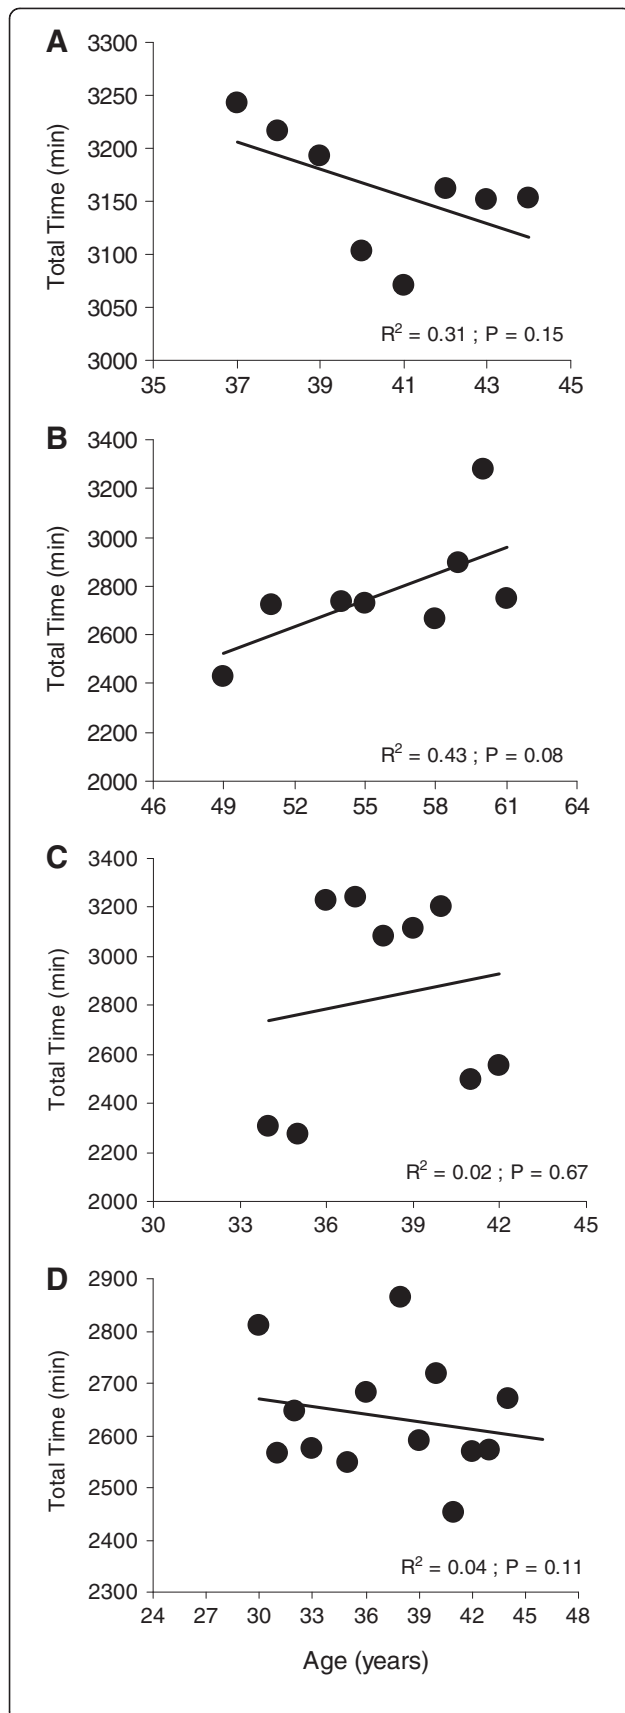 A
3300
3250
3200
3150
3100
3050
3000
Total Time (min)
R² = 0.31 ; P = 0.15
35 37 39 41 43 45
B
3400
3200
3000
2800
2600
2400
2200
2000
Total Time (min)
R² = 0.43 ; P = 0.08
46 49 52 55 58 61 64
C
3400
3200
3000
2800
2600
2400
2200
2000
Total Time (min)
R² = 0.02 ; P = 0.67
30 33 36 39 42 45
D
2900
2800
2700
2600
2500
2400
2300
Total Time (min)
R² = 0.04 ; P = 0.11
24 27 30 33 36 39 42 45 48
Age (years)